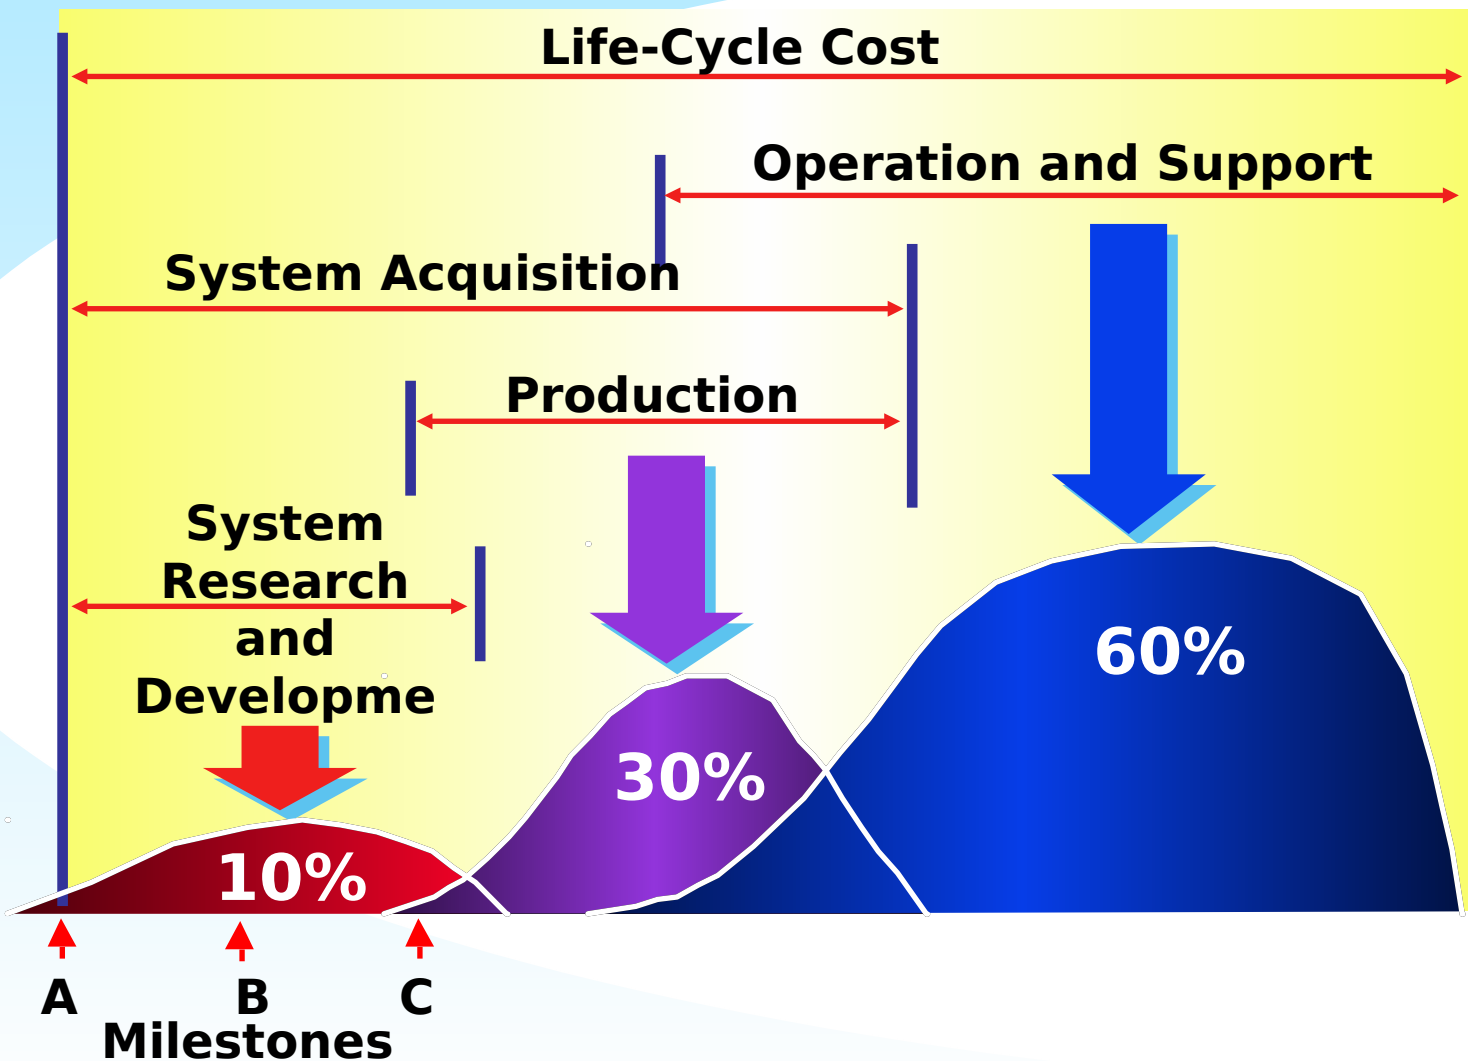 Life-Cycle Cost
Operation and Support
System Acquisition
Production
System
Research
and
Developme
60%
30%
10%
A B C
Milestones